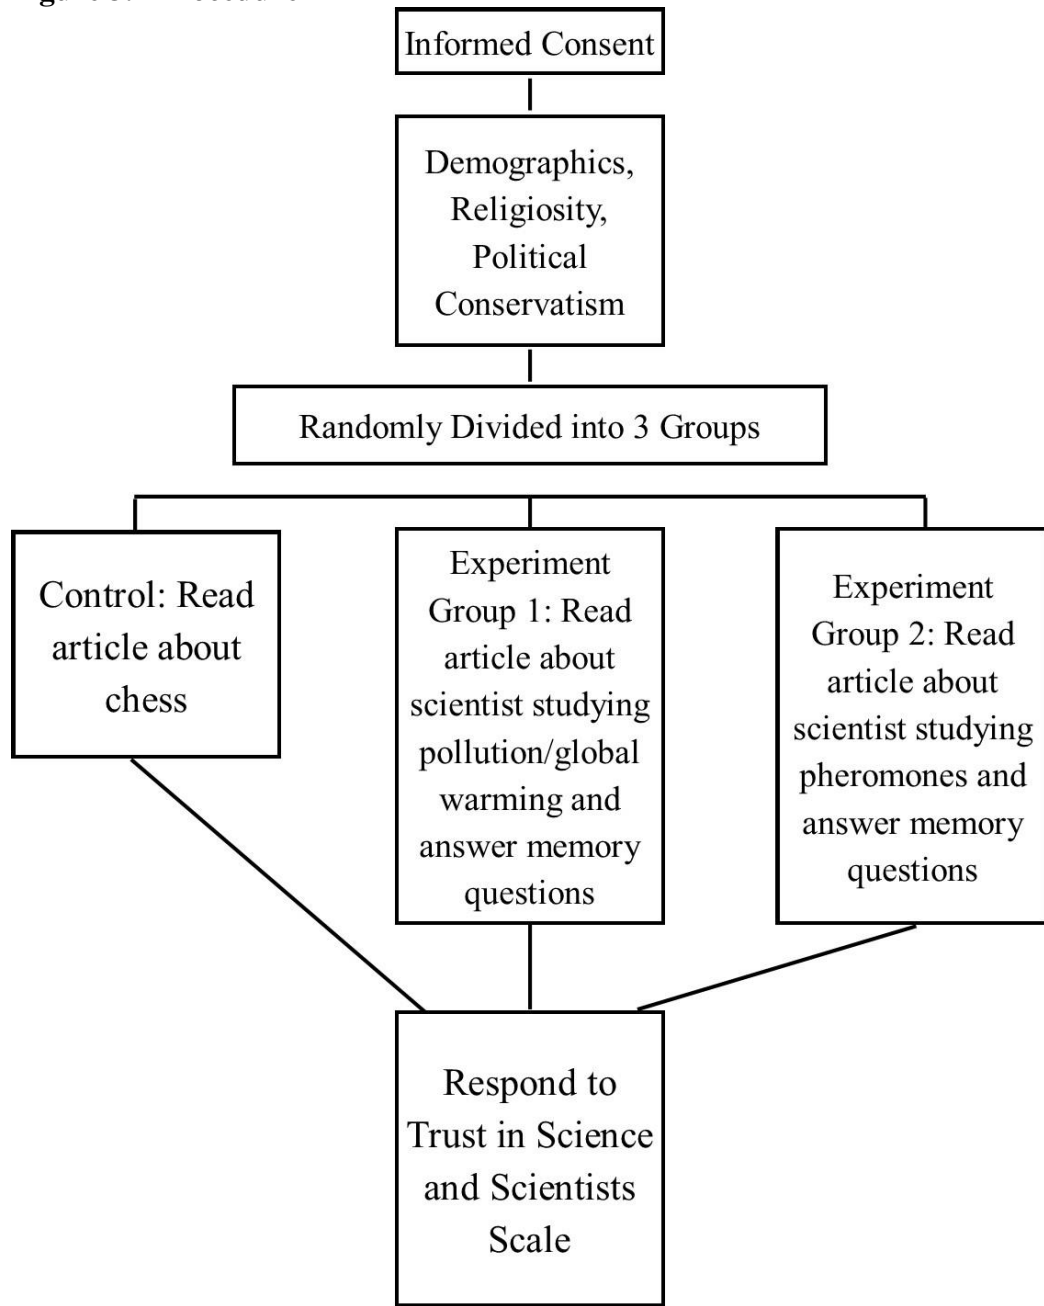 Informed Consent
Demographics,
Religiosity,
Political
Conservatism
Randomly Divided into 3 Groups
Control: Read
article about
chess
Experiment
Group 1: Read
article about
scientist studying
pollution/global
warming and
answer memory
questions
Experiment
Group 2: Read
article about
scientist studying
pheromones and
answer memory
questions
Respond to
Trust in Science
and Scientists
Scale